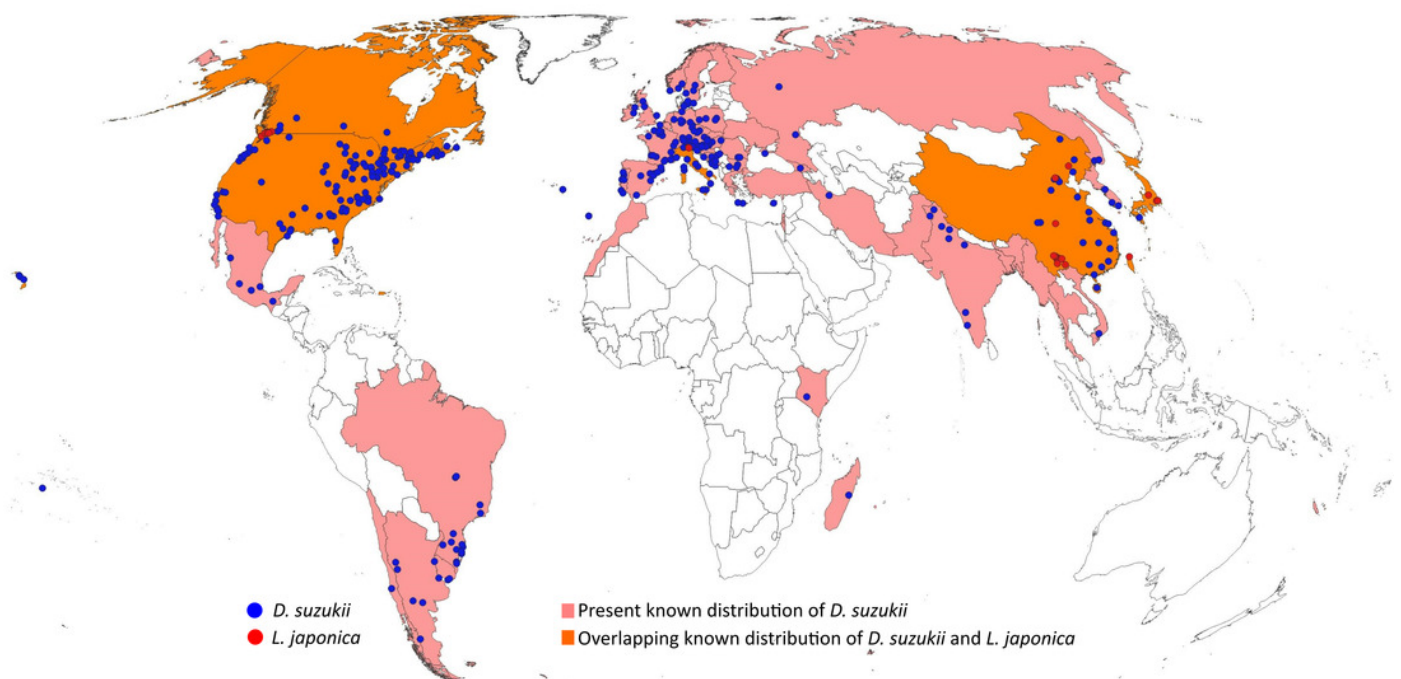 D. suzukii
L. japonica
Present known distribution of D. suzukii
Overlapping known distribution of D. suzukii and L. japonica